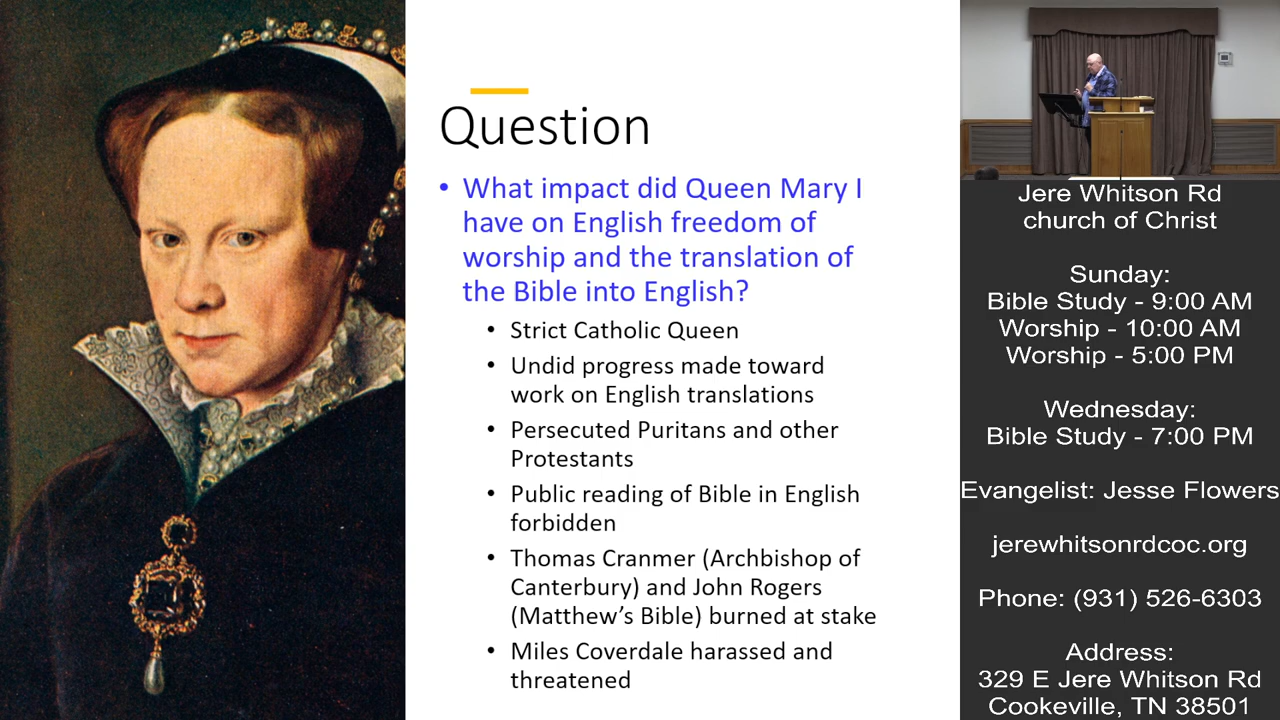 Question
• What impact did Queen Mary I
have on English freedom of
worship and the translation of
the Bible into English?
• Strict Catholic Queen
• Undid progress made toward
work on English translations
• Persecuted Puritans and other
Protestants
• Public reading of Bible in English
forbidden
• Thomas Cranmer (Archbishop of
Canterbury) and John Rogers
(Matthew’s Bible) burned at stake
• Miles Coverdale harassed and
threatened
Jere Whitson Rd
church of Christ
Sunday:
Bible Study - 9:00 AM
Worship - 10:00 AM
Worship - 5:00 PM
Wednesday:
Bible Study - 7:00 PM
Evangelist: Jesse Flowers
jerewhitsonrdcoc.org
Phone: (931) 526-6303
Address:
329 E Jere Whitson Rd
Cookeville, TN 38501